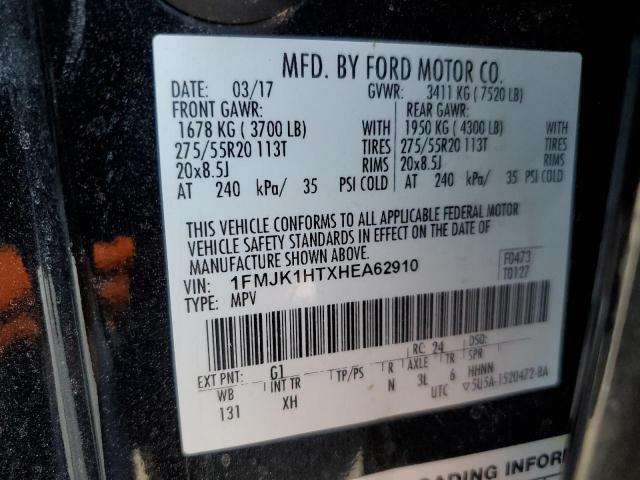 MFD. BY FORD MOTOR CO.
DATE: 03/17 GVWR: 3411 KG ( 7520 LB)
FRONT GAWR: REAR GAWR:
1678 KG ( 3700 LB) WITH 1950 KG ( 4300 LB) WITH
275/55R20 113T TIRES 275/55R20 113T TIRES
20x8.5J RIMS 20x8.5J RIMS
AT 240 kPa/ 35 PSI COLD AT 240 kPa/ 35 PSI COLD
THIS VEHICLE CONFORMS TO ALL APPLICABLE FEDERAL MOTOR
VEHICLE SAFETY STANDARDS IN EFFECT ON THE DATE OF
MANUFACTURE SHOWN ABOVE.
VIN: 1FMJK1HTXHEA62910 F0473
TYPE: MPV T0127
EXT PNT: G1 RC: 24 DSO:
WB INT TR TP/PS R AXLE TR SPR
131 XH N 3L 6 HHNN
UTC ▽5U5A-1520472-BA
ADING INFOR